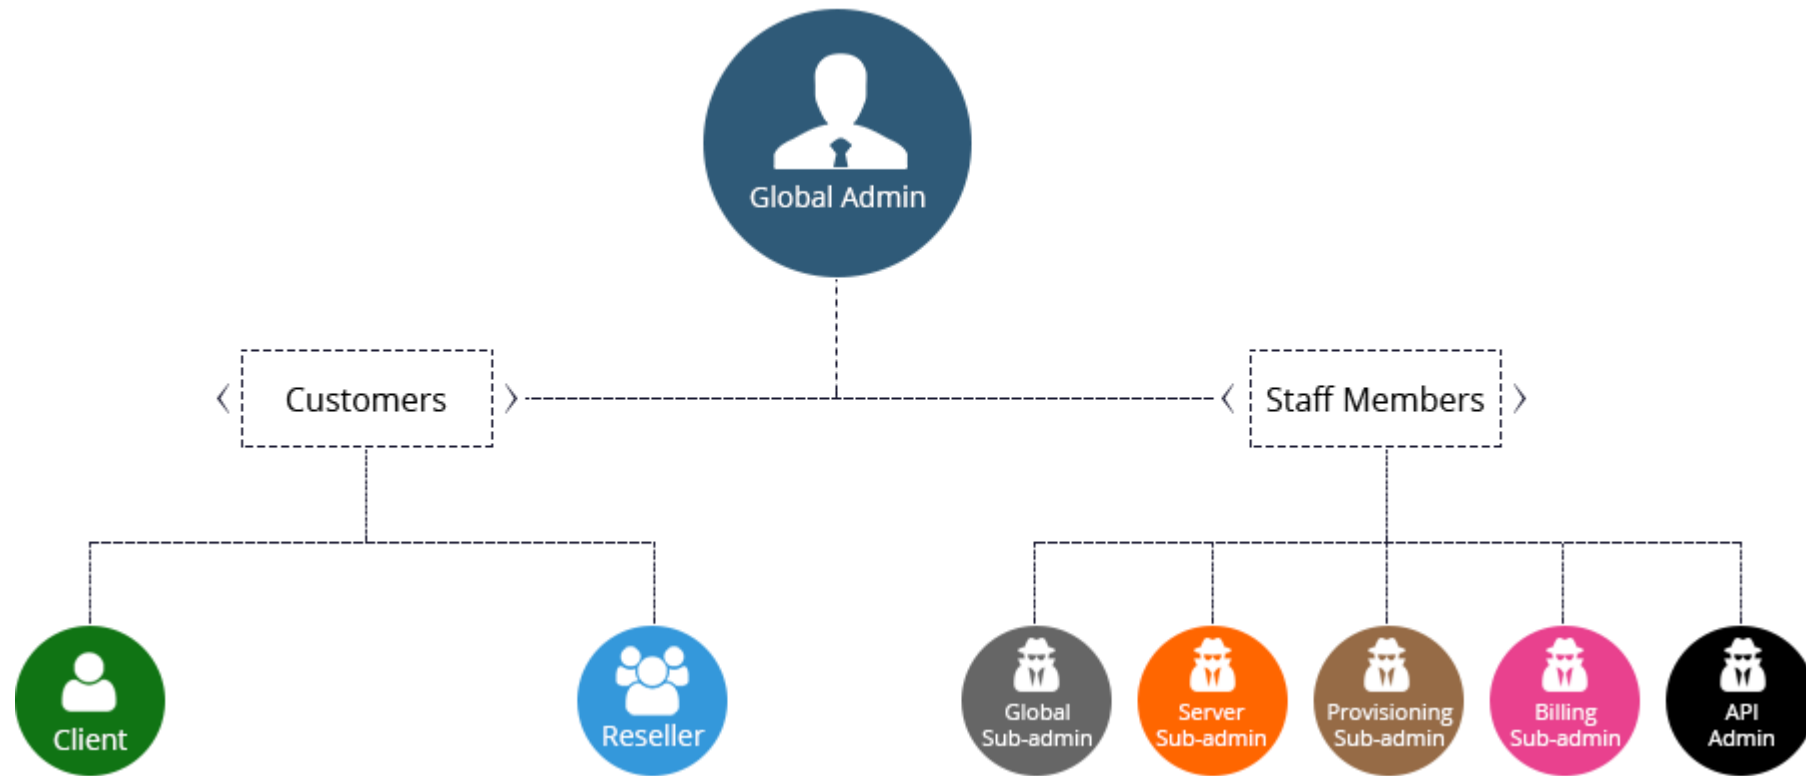 Global Admin
Customers
Staff Members
Client
Reseller
Global
Sub-admin
Server
Sub-admin
Provisioning
Sub-admin
Billing
Sub-admin
API
Admin